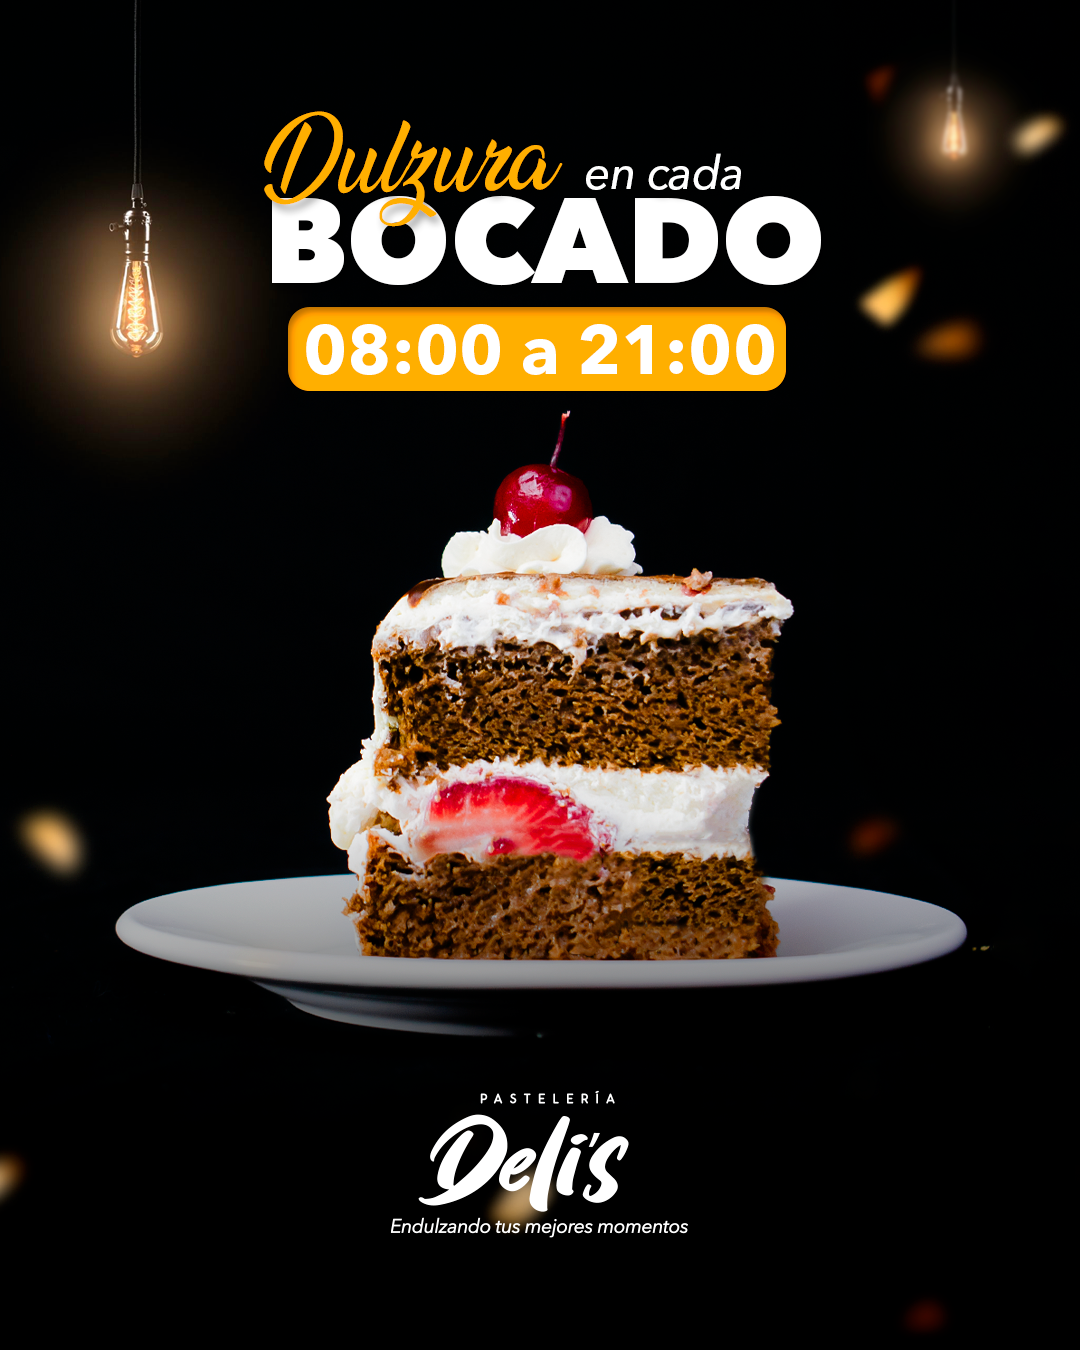 Dulzura en cada
BOCADO
08:00 a 21:00
PASTELERÍA
Deli's
Endulzando tus mejores momentos